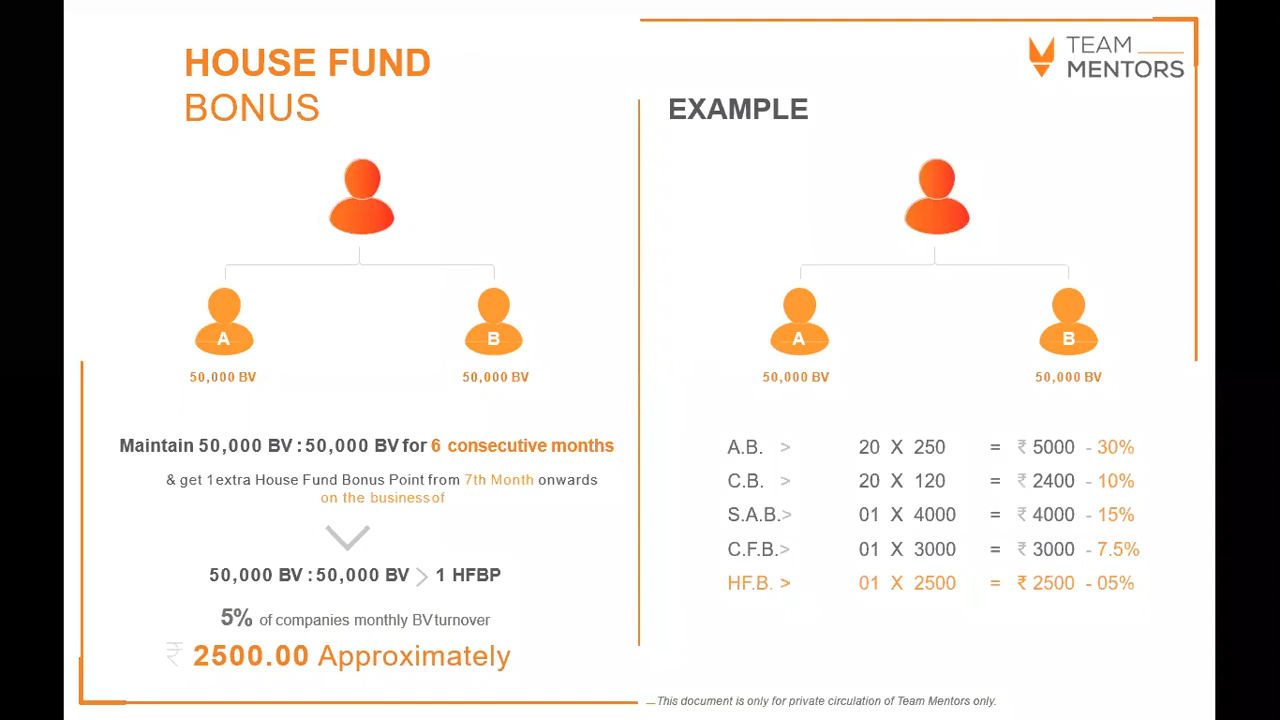 HOUSE FUND
BONUS
A
B
50,000 BV
50,000 BV
Maintain 50,000 BV : 50,000 BV for 6 consecutive months
& get 1extra House Fund Bonus Point from 7th Month onwards
on the businessof
50,000 BV : 50,000 BV > 1 HFBP
5% of companies monthly BV turnover
₹ 2500.00 Approximately
TEAM
MENTORS
EXAMPLE
A
B
50,000 BV
50,000 BV
A.B. > 20 X 250 = ₹ 5000 - 30%
C.B. > 20 X 120 = ₹ 2400 - 10%
S.A.B.> 01 X 4000 = ₹ 4000 - 15%
C.F.B.> 01 X 3000 = ₹ 3000 - 7.5%
HF.B. > 01 X 2500 = ₹ 2500 - 05%
This document is only for private circulation of Team Mentors only.